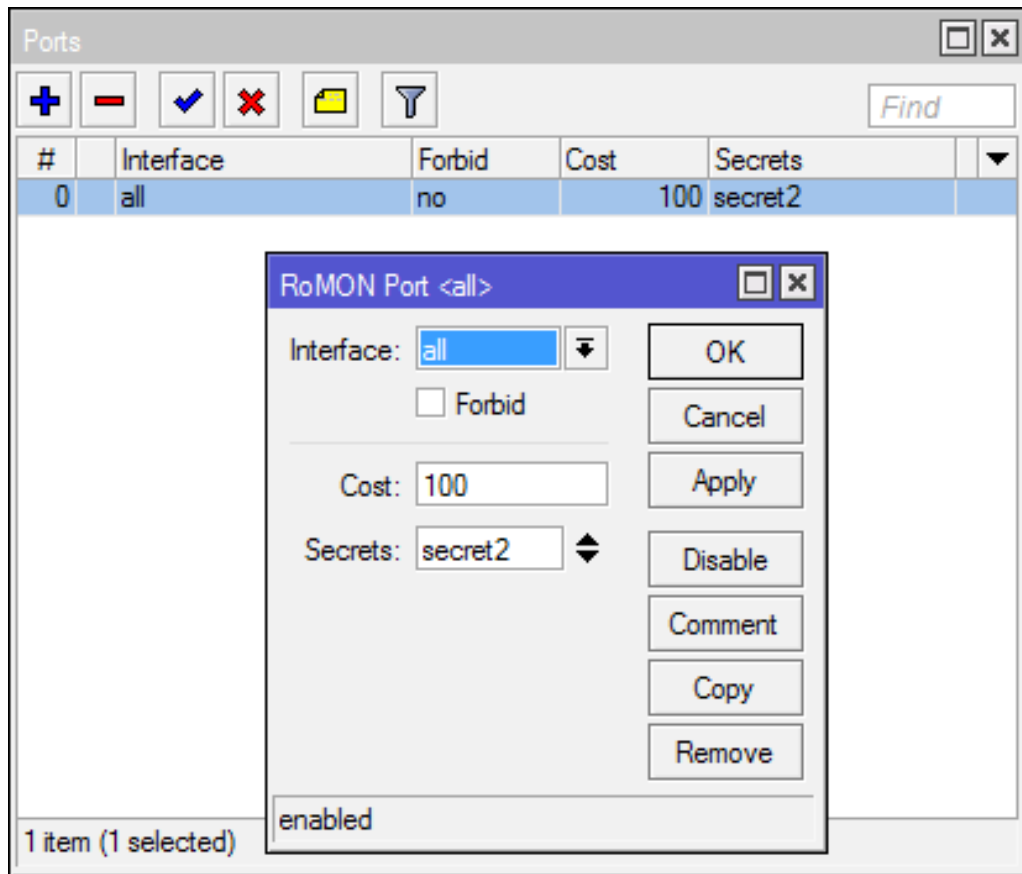 Ports
Find
# Interface Forbid Cost Secrets
0 all no 100 secret2
RoMON Port <all>
Interface: all OK
Forbid
Cancel
Cost: 100 Apply
Secrets: secret2 Disable
Comment
Copy
Remove
enabled
1 item (1 selected)